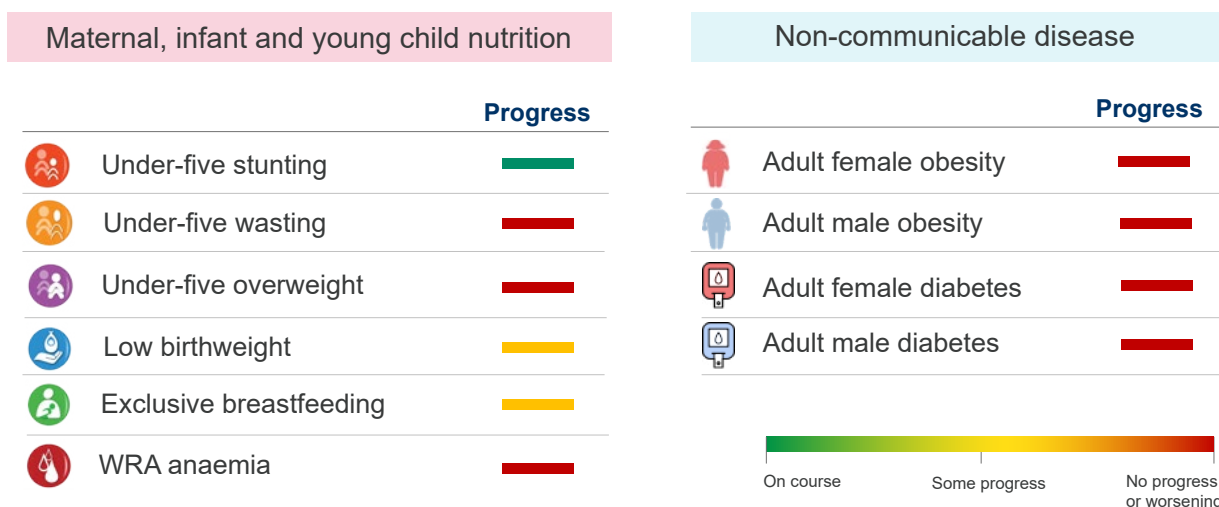 Maternal, infant and young child nutrition
Progress
Under-five stunting
Under-five wasting
Under-five overweight
Low birthweight
Exclusive breastfeeding
WRA anaemia
Non-communicable disease
Progress
Adult female obesity
Adult male obesity
Adult female diabetes
Adult male diabetes
On course
Some progress
No progress
or worsening